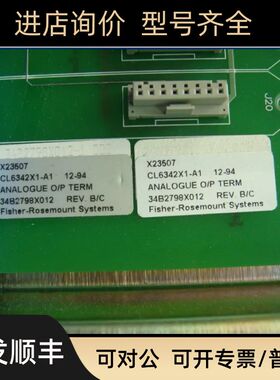 进店询价 型号齐全
J20
X23507
CL6342X1-A1 12-94
ANALOGUE O/P TERM
34B2798X012 REV. B/C
Fisher-Rosemount Systems
X23507
CL6342X1-A1 12-94
ANALOGUE O/P TERM
34B2798X012 REV. B/C
Fisher-Rosemount Systems
发顺丰
可对公 可开专票/普